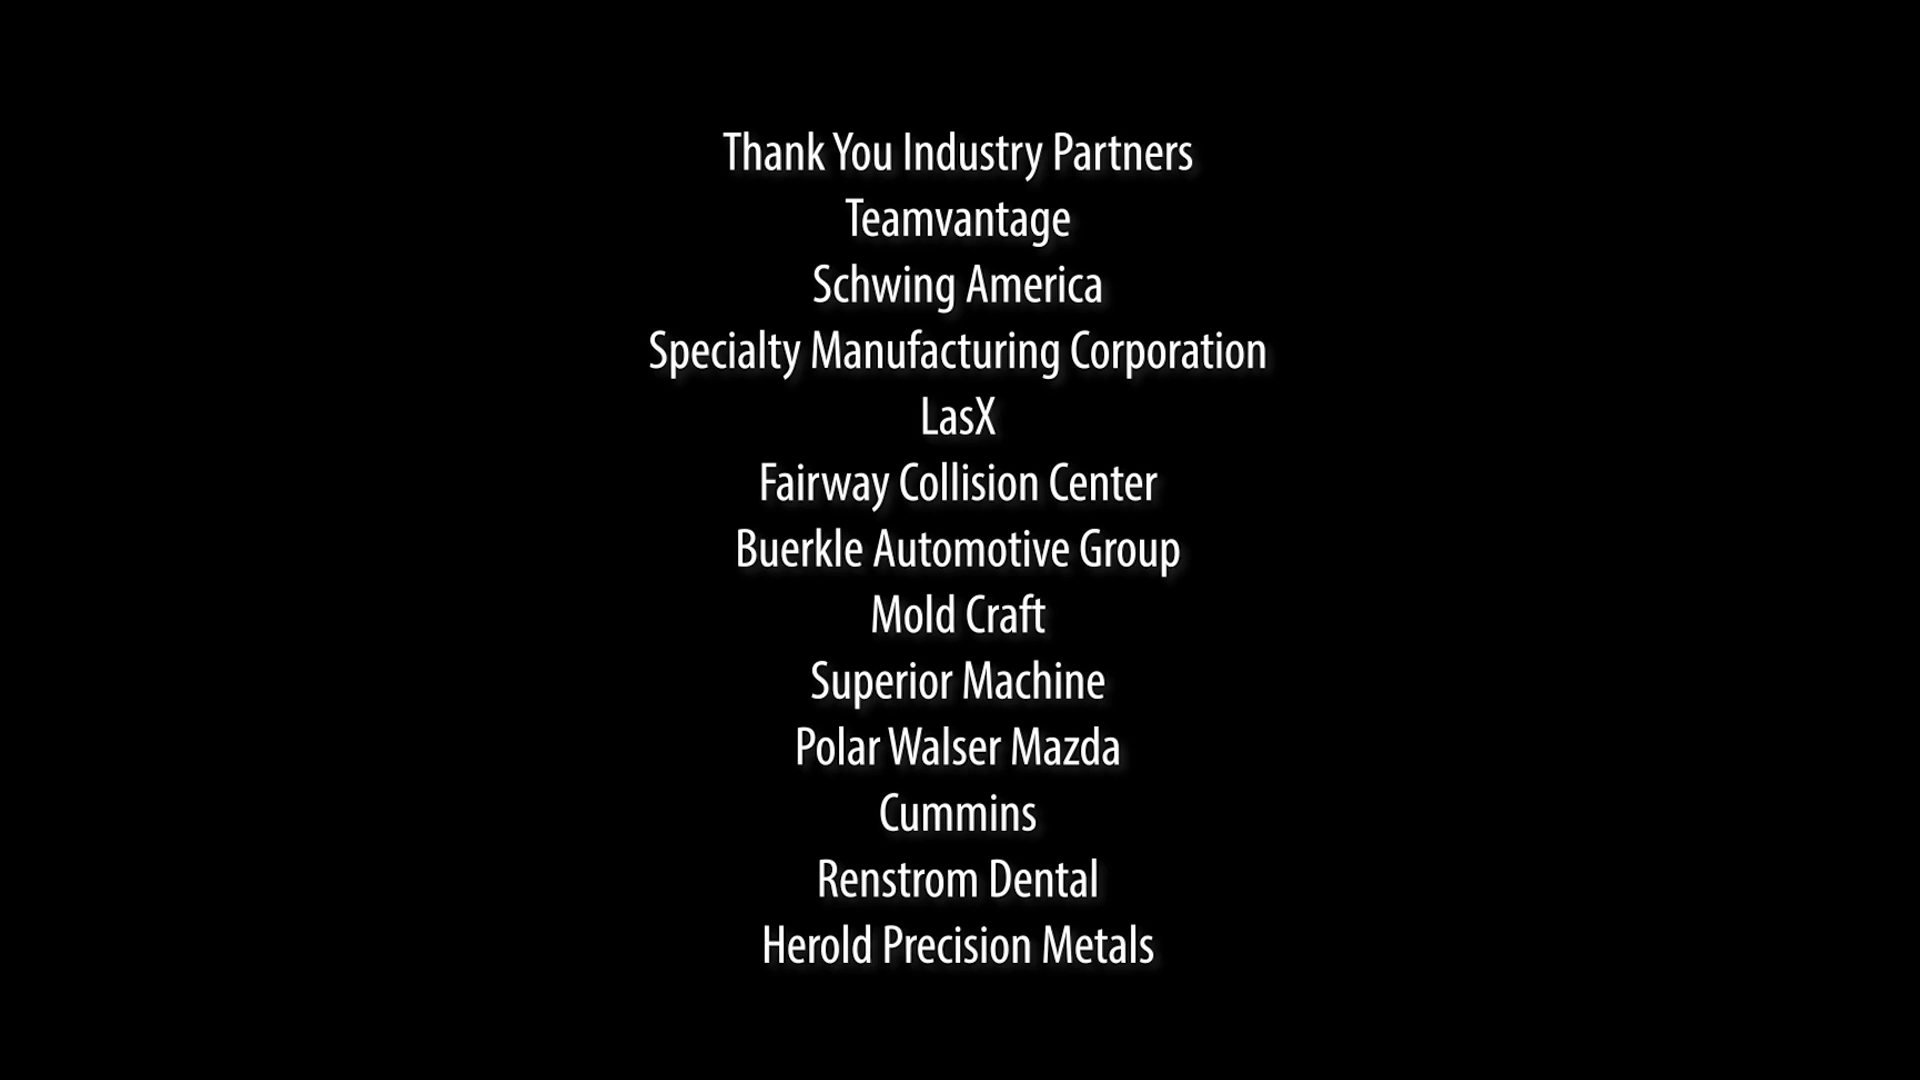 Thank You Industry Partners
Teamvantage
Schwing America
Specialty Manufacturing Corporation
LasX
Fairway Collision Center
Buerkle Automotive Group
Mold Craft
Superior Machine
Polar Walser Mazda
Cummins
Renstrom Dental
Herold Precision Metals